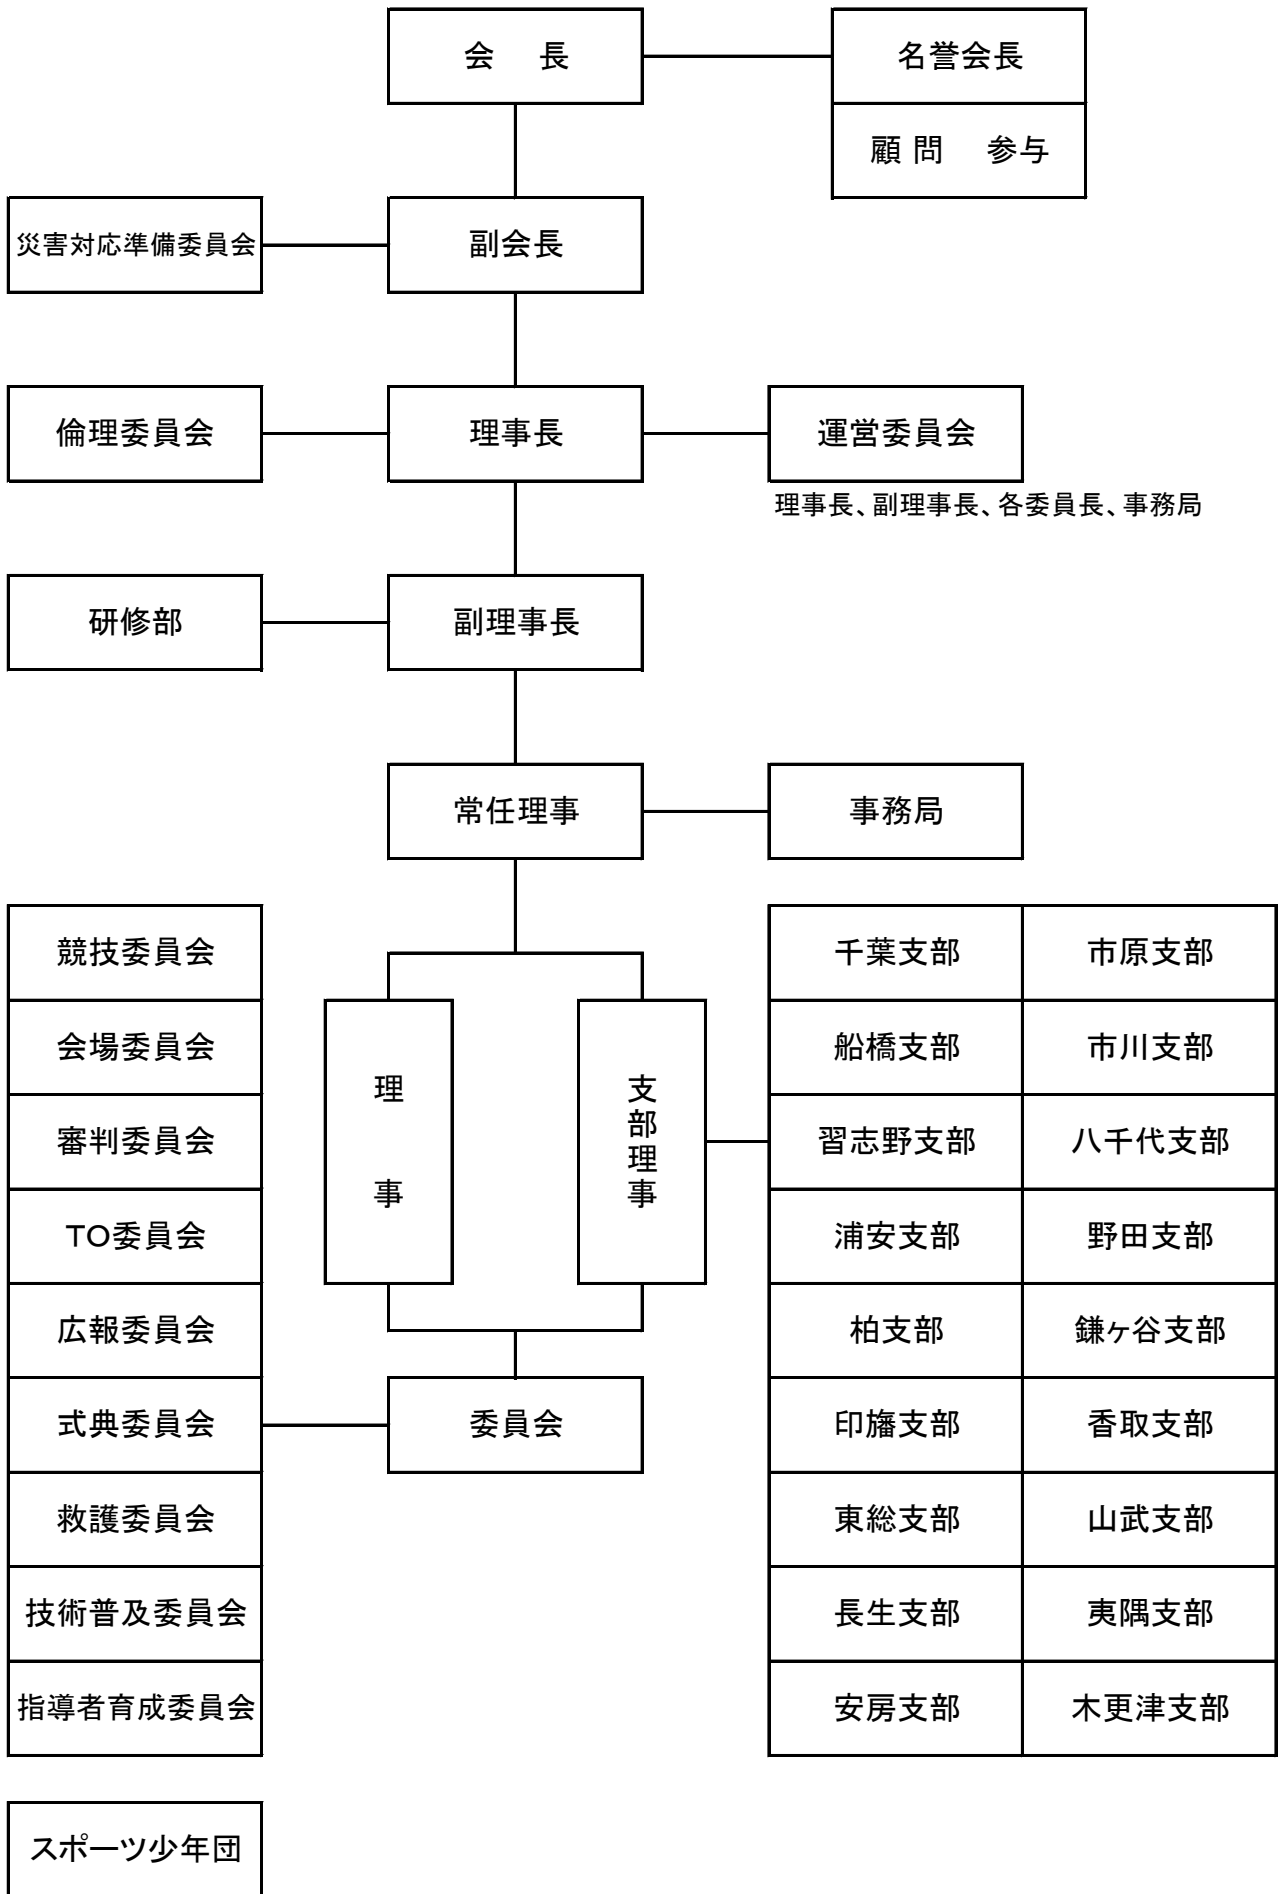 会　長
名誉会長
顧 問　参与
災害対応準備委員会
副会長
倫理委員会
理事長
運営委員会
理事長、副理事長、各委員長、事務局
研修部
副理事長
常任理事
事務局
競技委員会
会場委員会
審判委員会
TO委員会
広報委員会
式典委員会
救護委員会
技術普及委員会
指導者育成委員会
理　事
支部理事
委員会
千葉支部
市原支部
船橋支部
市川支部
習志野支部
八千代支部
浦安支部
野田支部
柏支部
鎌ヶ谷支部
印旛支部
香取支部
東総支部
山武支部
長生支部
夷隅支部
安房支部
木更津支部
スポーツ少年団